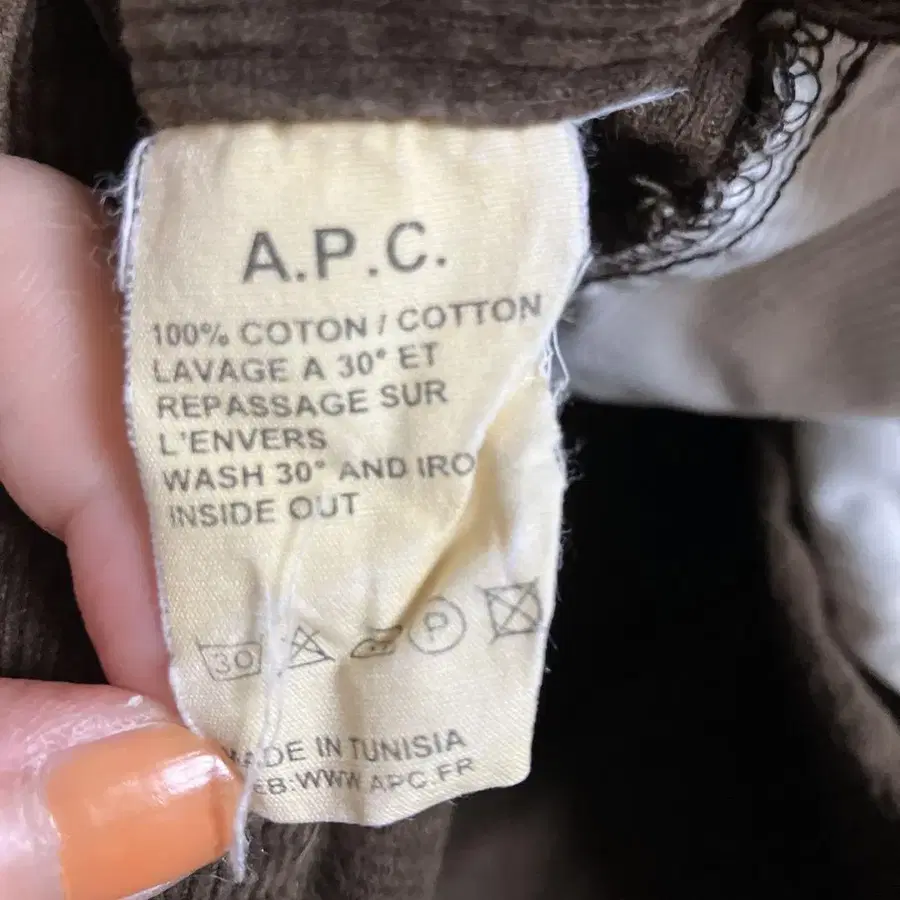 A.P.C.
100% COTON / COTTON
LAVAGE A 30° ET
REPASSAGE SUR
L'ENVERS
WASH 30° AND IRO
INSIDE OUT
30 P
MADE IN TUNISIA
EB:WWW.APC.FR